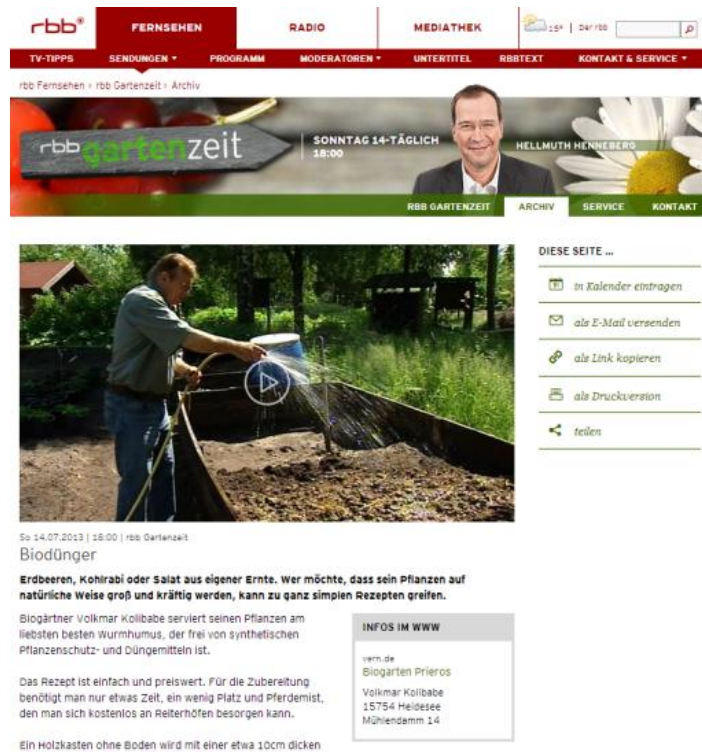 rbb FERNSEHEN RADIO MEDIATHEK 15° | Der rbb
TV-TIPPS SENDUNGEN PROGRAMM MODERATOREN UNTERTITEL RBBTEXT KONTAKT & SERVICE
rbb Fernsehen › rbb Gartenzeit › Archiv
rbb gartenzeit
SONNTAG 14-TÄGLICH
18:00
HELLMUTH HENNEBERG
RBB GARTENZEIT ARCHIV SERVICE KONTAKT
DIESE SEITE ...
in Kalender eintragen
als E-Mail versenden
als Link kopieren
als Druckversion
teilen
So 14.07.2013 | 18:00 | rbb Gartenzeit
Biodünger
Erdbeeren, Kohlrabi oder Salat aus eigener Ernte. Wer möchte, dass sein Pflanzen auf
natürliche Weise groß und kräftig werden, kann zu ganz simplen Rezepten greifen.
Biogärtner Volkmar Kolibabe serviert seinen Pflanzen am
liebsten besten Wurmhumus, der frei von synthetischen
Pflanzenschutz- und Düngemitteln ist.
Das Rezept ist einfach und preiswert. Für die Zubereitung
benötigt man nur etwas Zeit, ein wenig Platz und Pferdemist,
den man sich kostenlos an Reiterhöfen besorgen kann.
Ein Holzkasten ohne Boden wird mit einer etwa 10cm dicken
INFOS IM WWW
vern.de
Biogarten Prieros
Volkmar Kolibabe
15754 Heidesee
Mühlendamm 14